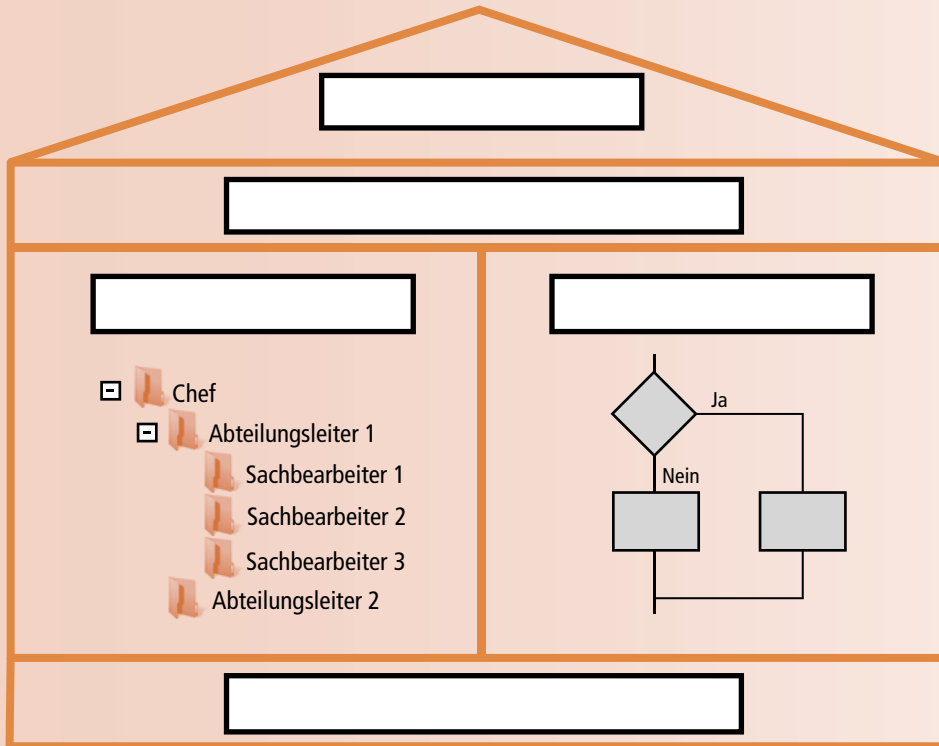 Chef
Abteilungsleiter 1
Sachbearbeiter 1
Sachbearbeiter 2
Sachbearbeiter 3
Abteilungsleiter 2
Ja
Nein